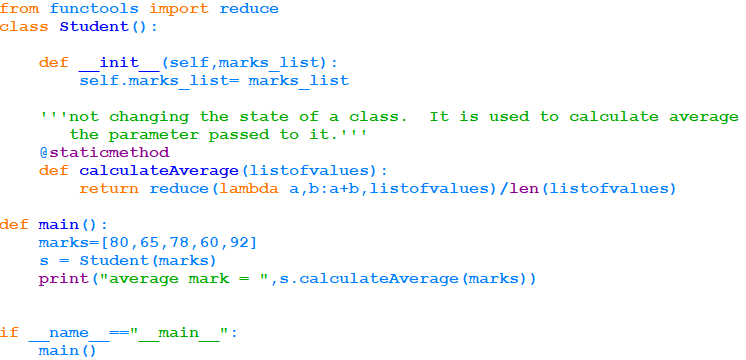 from functools import reduce
class Student():
def __init__(self,marks_list):
self.marks_list= marks_list
'''not changing the state of a class.  It is used to calculate average
the parameter passed to it.'''
@staticmethod
def calculateAverage(listofvalues):
return reduce(lambda a,b:a+b,listofvalues)/len(listofvalues)
def main():
marks=[80,65,78,60,92]
s = Student(marks)
print("average mark = ",s.calculateAverage(marks))
if __name__=="__main__":
main()